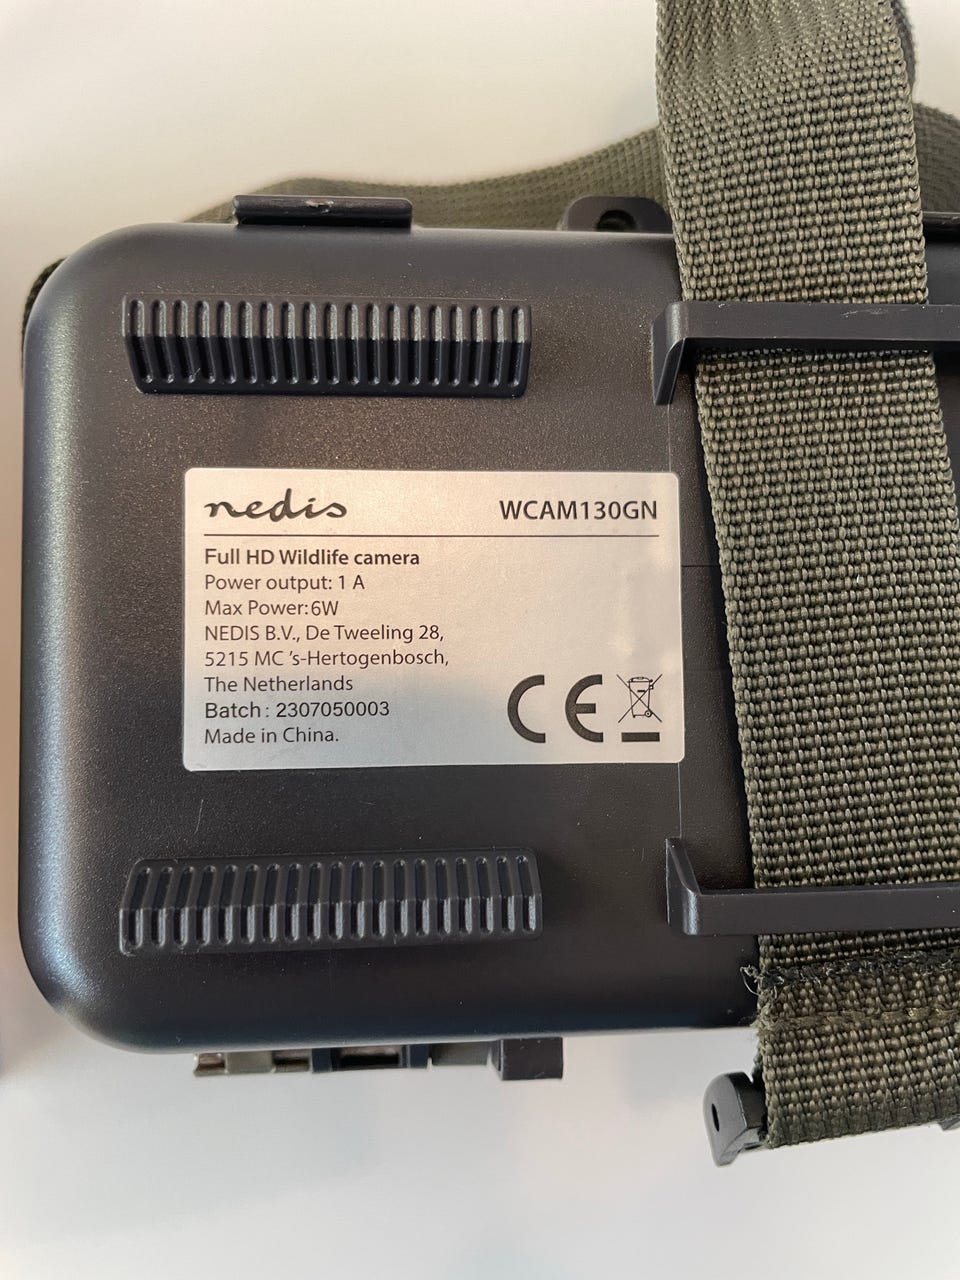 nedis WCAM130GN
Full HD Wildlife camera
Power output: 1 A
Max Power:6W
NEDIS B.V., De Tweeling 28,
5215 MC 's-Hertogenbosch,
The Netherlands
Batch : 2307050003
Made in China.
CE